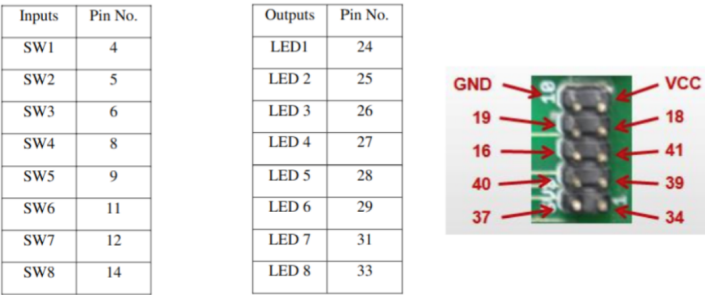 Inputs Pin No.
SW1 4
SW2 5
SW3 6
SW4 8
SW5 9
SW6 11
SW7 12
SW8 14
Outputs Pin No.
LED1 24
LED 2 25
LED 3 26
LED 4 27
LED 5 28
LED 6 29
LED 7 31
LED 8 33
GND 10 VCC
19 18
16 41
40 39
37 1 34